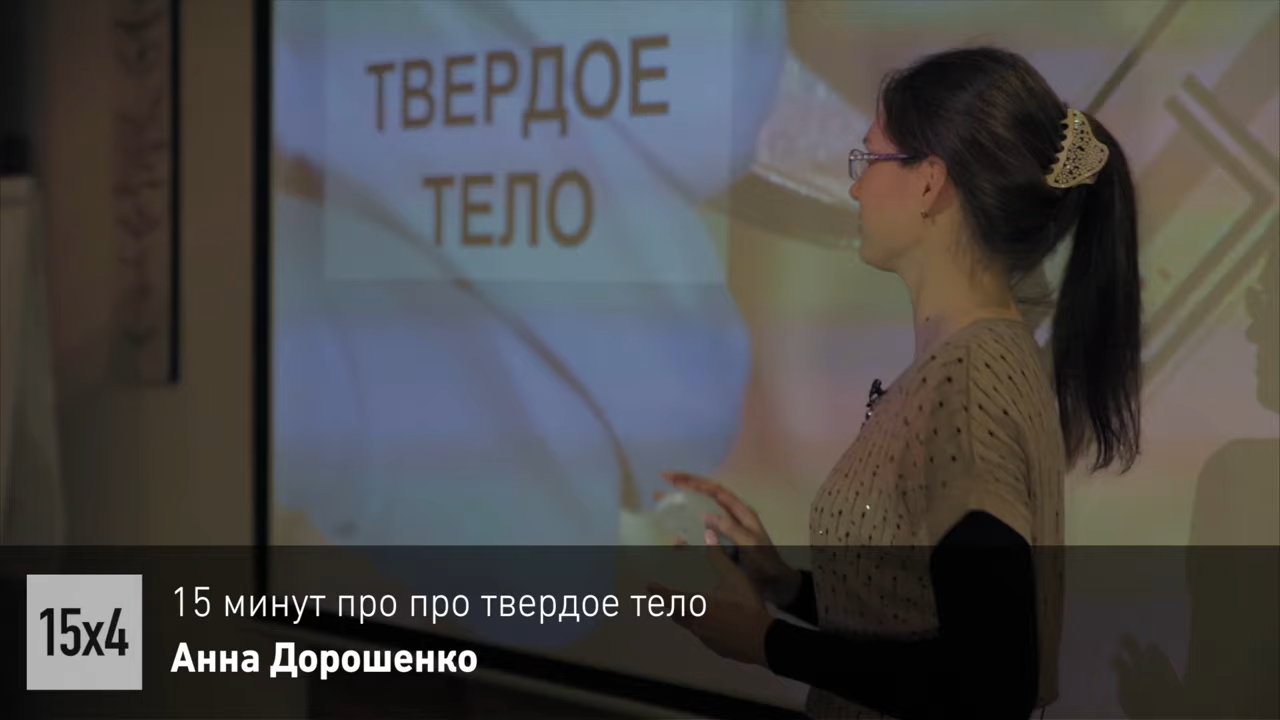 ТВЕРДОЕ
ТЕЛО
15x4
15 минут про про твердое тело
Анна Дорошенко